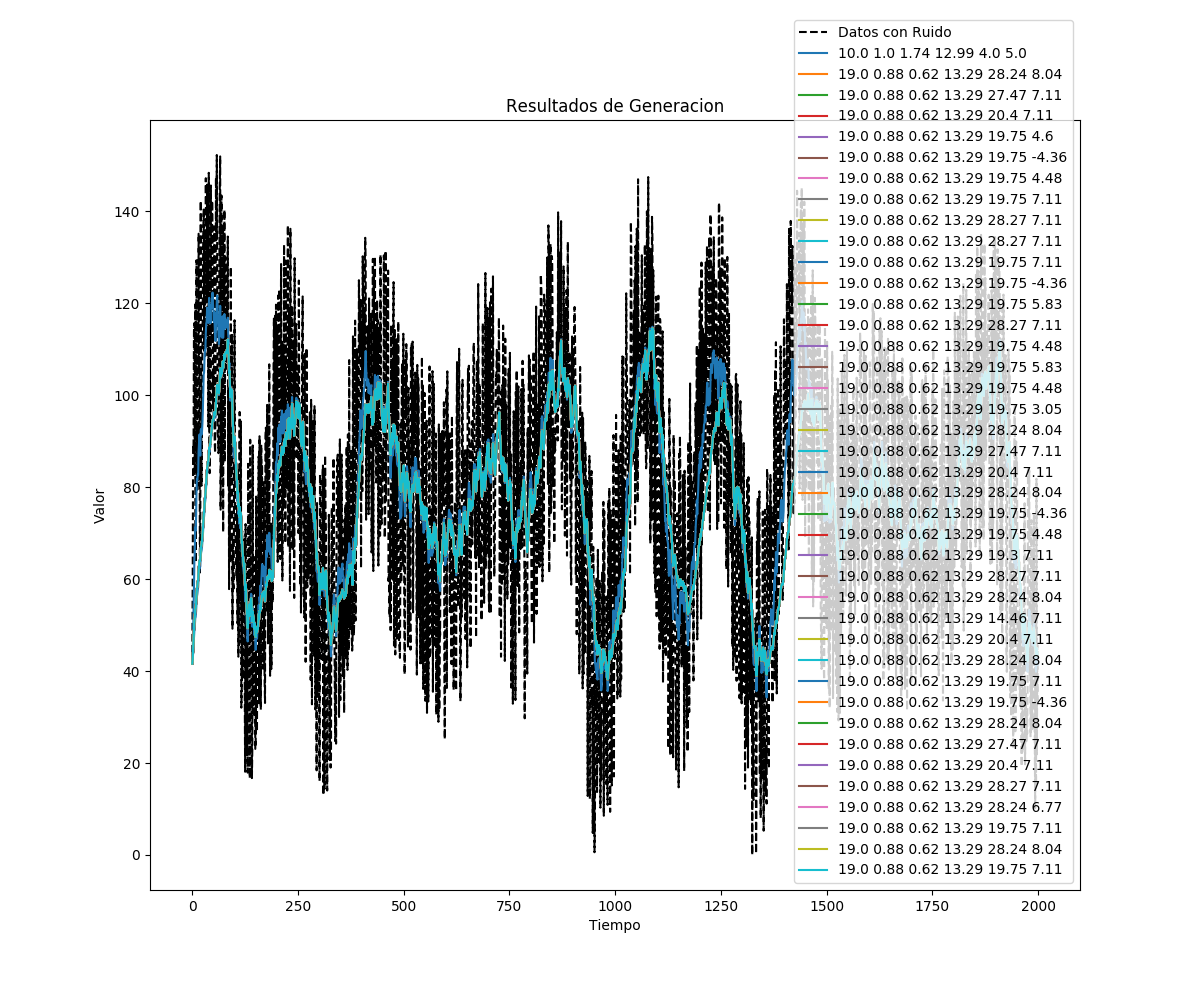 Datos con Ruido
10.0 1.0 1.74 12.99 4.0 5.0
19.0 0.88 0.62 13.29 28.24 8.04
19.0 0.88 0.62 13.29 27.47 7.11
19.0 0.88 0.62 13.29 20.4 7.11
19.0 0.88 0.62 13.29 19.75 4.6
19.0 0.88 0.62 13.29 19.75 -4.36
19.0 0.88 0.62 13.29 19.75 4.48
19.0 0.88 0.62 13.29 19.75 7.11
19.0 0.88 0.62 13.29 28.27 7.11
19.0 0.88 0.62 13.29 28.27 7.11
19.0 0.88 0.62 13.29 19.75 7.11
19.0 0.88 0.62 13.29 19.75 -4.36
19.0 0.88 0.62 13.29 19.75 5.83
19.0 0.88 0.62 13.29 28.27 7.11
19.0 0.88 0.62 13.29 19.75 4.48
19.0 0.88 0.62 13.29 19.75 5.83
19.0 0.88 0.62 13.29 19.75 4.48
19.0 0.88 0.62 13.29 19.75 3.05
19.0 0.88 0.62 13.29 28.24 8.04
19.0 0.88 0.62 13.29 27.47 7.11
19.0 0.88 0.62 13.29 20.4 7.11
19.0 0.88 0.62 13.29 28.24 8.04
19.0 0.88 0.62 13.29 19.75 -4.36
19.0 0.88 0.62 13.29 19.75 4.48
19.0 0.88 0.62 13.29 19.3 7.11
19.0 0.88 0.62 13.29 28.27 7.11
19.0 0.88 0.62 13.29 28.24 8.04
19.0 0.88 0.62 13.29 14.46 7.11
19.0 0.88 0.62 13.29 20.4 7.11
19.0 0.88 0.62 13.29 28.24 8.04
19.0 0.88 0.62 13.29 19.75 7.11
19.0 0.88 0.62 13.29 19.75 -4.36
19.0 0.88 0.62 13.29 28.24 8.04
19.0 0.88 0.62 13.29 27.47 7.11
19.0 0.88 0.62 13.29 20.4 7.11
19.0 0.88 0.62 13.29 28.27 7.11
19.0 0.88 0.62 13.29 28.24 6.77
19.0 0.88 0.62 13.29 19.75 7.11
19.0 0.88 0.62 13.29 28.24 8.04
19.0 0.88 0.62 13.29 19.75 7.11
Resultados de Generacion
140
120
100
80
60
40
20
0
Valor
0 250 500 750 1000 1250 1500 1750 2000
Tiempo